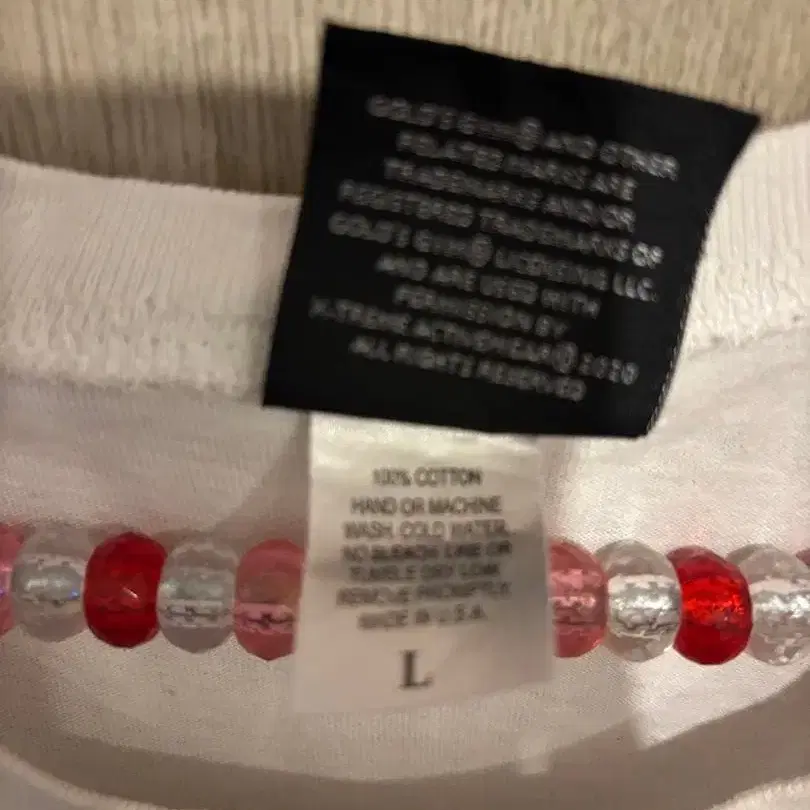 GOLD'S GYM® AND OTHER
RELATED MARKS ARE
TRADEMARKS AND/OR
REGISTERED TRADEMARKS OF
GOLD'S GYM® LICENSING LLC.
AND ARE USED WITH
PERMISSION BY
X-TREME ACTIVEWEAR® 2020
ALL RIGHTS RESERVED
100% COTTON
HAND OR MACHINE
WASH COLD WATER,
NO BLEACH LINE OR
TUMBLE DRY LOW
REMOVE PROMPTLY.
MADE IN U.S.A.
L